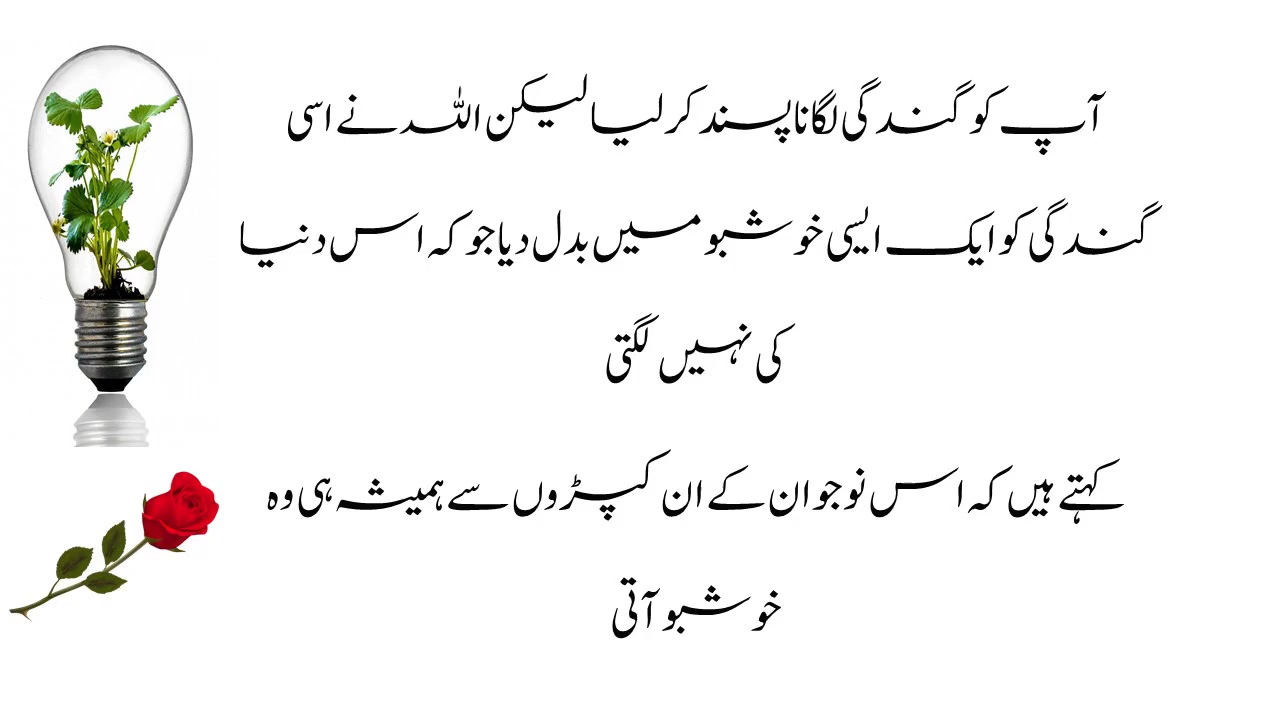 آپ کو گندگی لگانا پسند کر لیا لیکن اللہ نے اسی
گندگی کو ایک ایسی خوشبو میں بدل دیا جو کہ اس دنیا
کی نہیں لگتی
کہتے ہیں کہ اس نوجوان کے ان کپڑوں سے ہمیشہ ہی وہ
خوشبو آتی